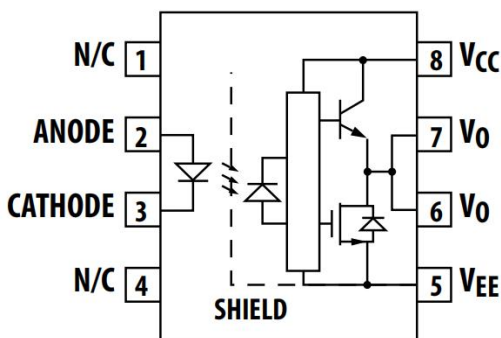 N/C 1
8 VCC
ANODE 2
7 VO
CATHODE 3
6 VO
N/C 4
5 VEE
SHIELD